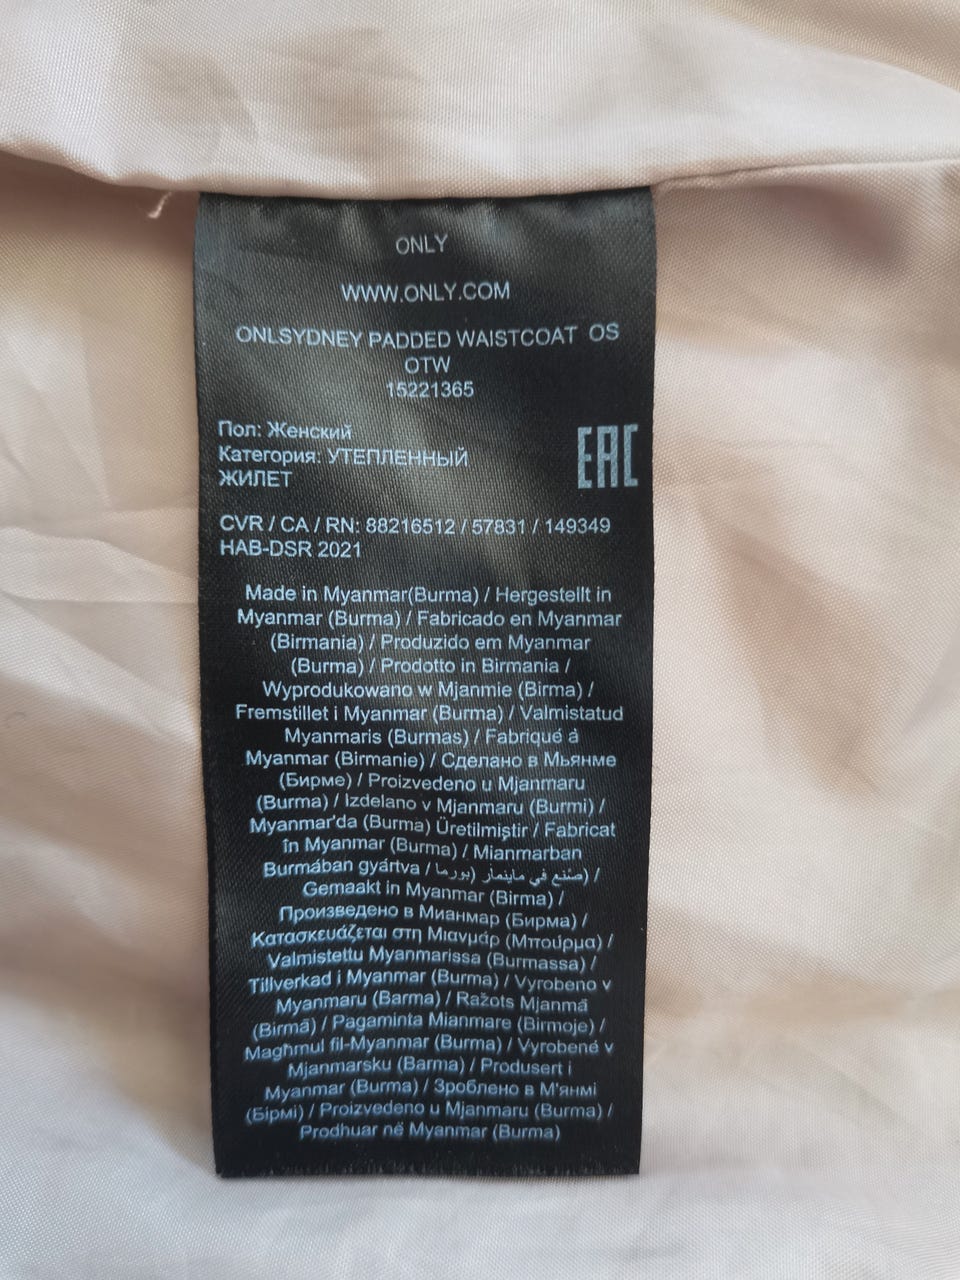 ONLY
WWW.ONLY.COM
ONLSYDNEY PADDED WAISTCOAT OS
OTW
15221365
Пол: Женский
Категория: УТЕПЛЕННЫЙ
ЖИЛЕТ
EAC
CVR / CA / RN: 88216512 / 57831 / 149349
HAB-DSR 2021
Made in Myanmar(Burma) / Hergestellt in
Myanmar (Burma) / Fabricado en Myanmar
(Birmania) / Produzido em Myanmar
(Burma) / Prodotto in Birmania /
Wyprodukowano w Mjanmie (Birma) /
Fremstillet i Myanmar (Burma) / Valmistatud
Myanmaris (Burmas) / Fabriqué à
Myanmar (Birmanie) / Сделано в Мьянме
(Бирме) / Proizvedeno u Mjanmaru
(Burma) / Izdelano v Mjanmaru (Burmi) /
Myanmar'da (Burma) Üretilmiştir / Fabricat
în Myanmar (Burma) / Mianmarban
Burmában gyártva / صُنع في ماينمار (بورما) /
Gemaakt in Myanmar (Birma) /
Произведено в Мианмар (Бирма) /
Κατασκευάζεται στη Μιανμάρ (Μπούρμα) /
Valmistettu Myanmarissa (Burmassa) /
Tillverkad i Myanmar (Burma) / Vyrobeno v
Myanmaru (Barma) / Ražots Mjanmā
(Birmā) / Pagaminta Mianmare (Birmoje) /
Magħmul fil-Myanmar (Burma) / Vyrobené v
Mjanmarsku (Barma) / Produsert i
Myanmar (Burma) / Зроблено в М'янмі
(Бірмі) / Proizvedeno u Mjanmaru (Burma) /
Prodhuar në Myanmar (Burma)